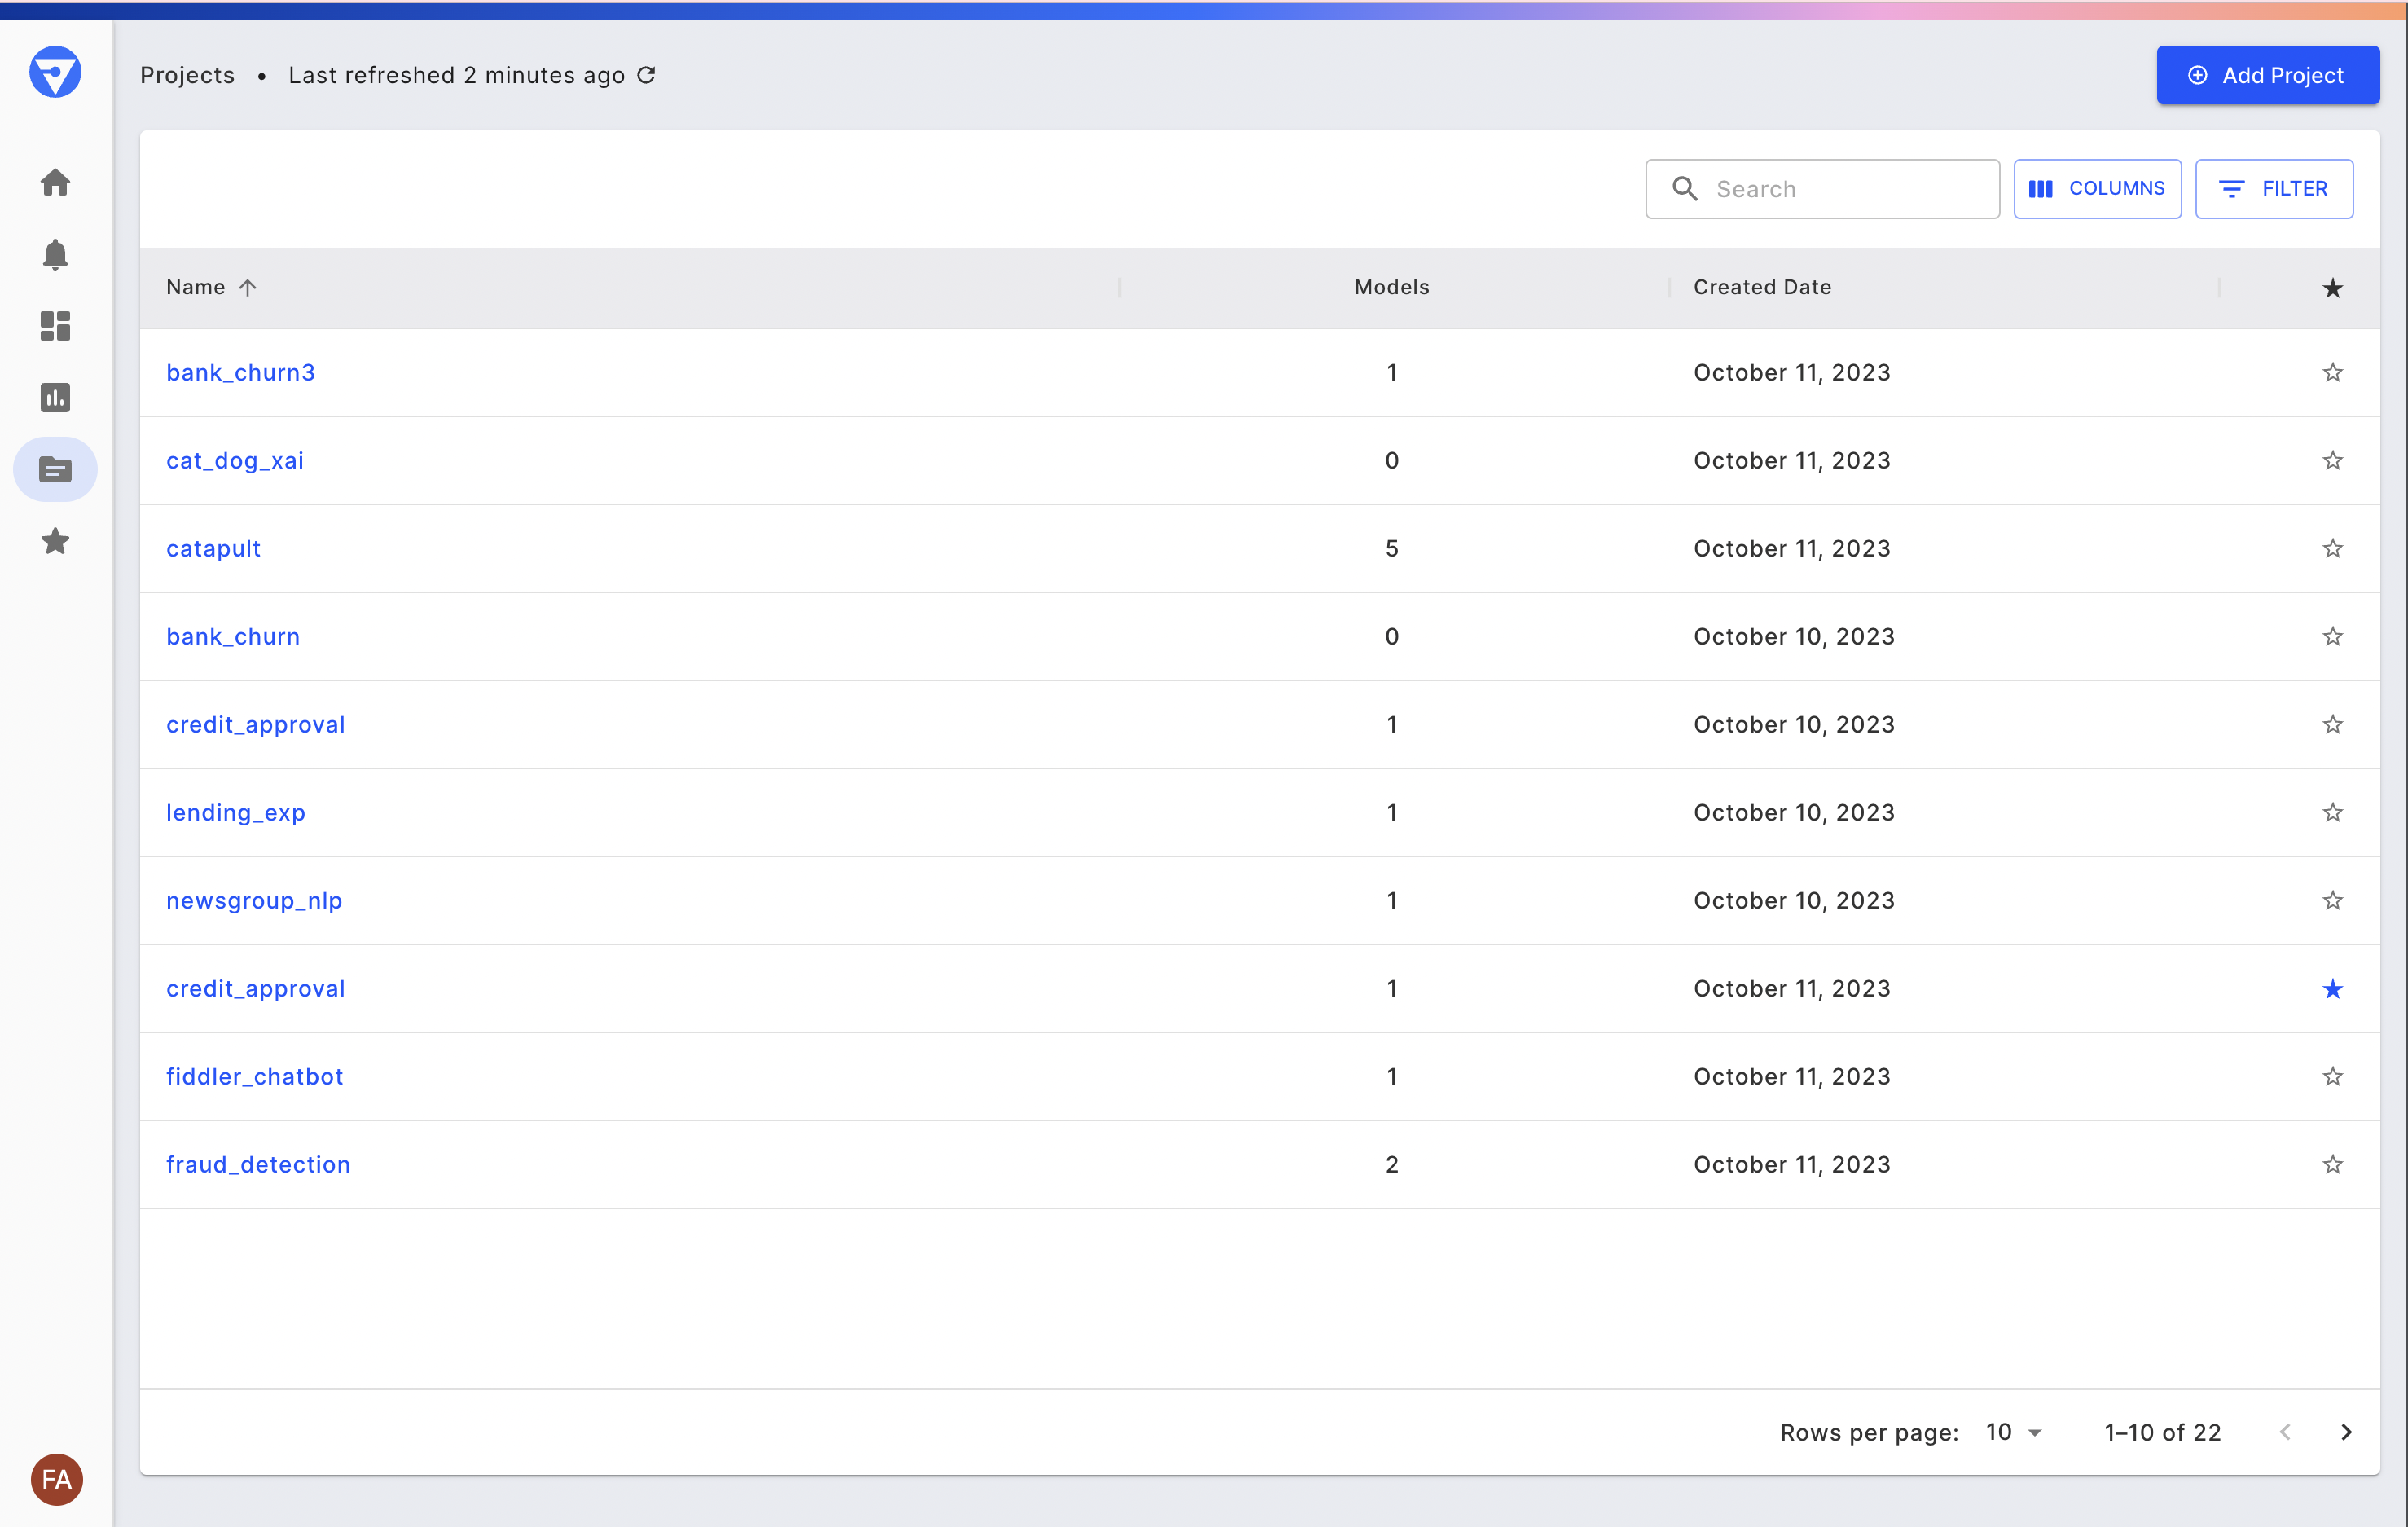 Projects • Last refreshed 2 minutes ago
Add Project
Search
COLUMNS
FILTER
Name Models Created Date
bank_churn3 1 October 11, 2023
cat_dog_xai 0 October 11, 2023
catapult 5 October 11, 2023
bank_churn 0 October 10, 2023
credit_approval 1 October 10, 2023
lending_exp 1 October 10, 2023
newsgroup_nlp 1 October 10, 2023
credit_approval 1 October 11, 2023
fiddler_chatbot 1 October 11, 2023
fraud_detection 2 October 11, 2023
Rows per page: 10 1–10 of 22
FA